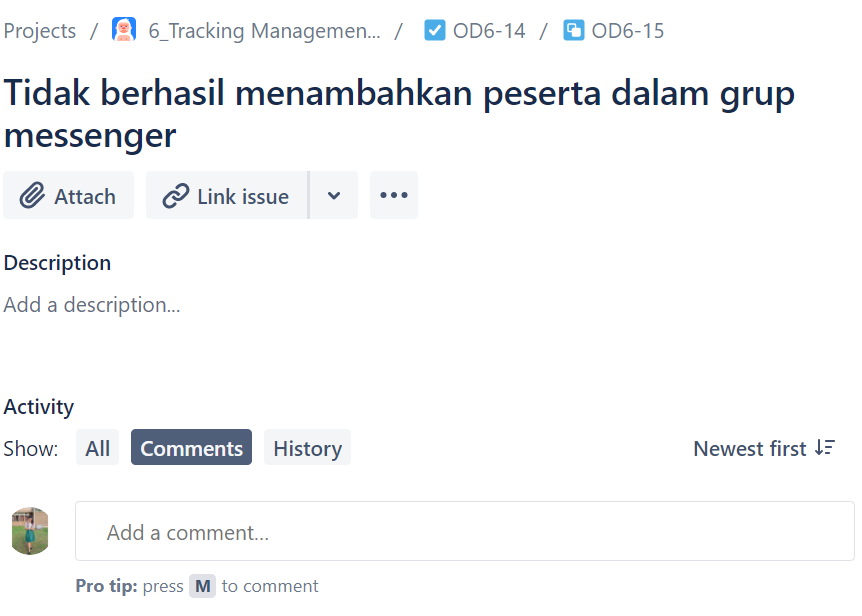 Projects / 6_Tracking Managemen... / OD6-14 / OD6-15
Tidak berhasil menambahkan peserta dalam grup
messenger
Attach Link issue
Description
Add a description...
Activity
Show: All Comments History Newest first
Add a comment...
Pro tip: press M to comment